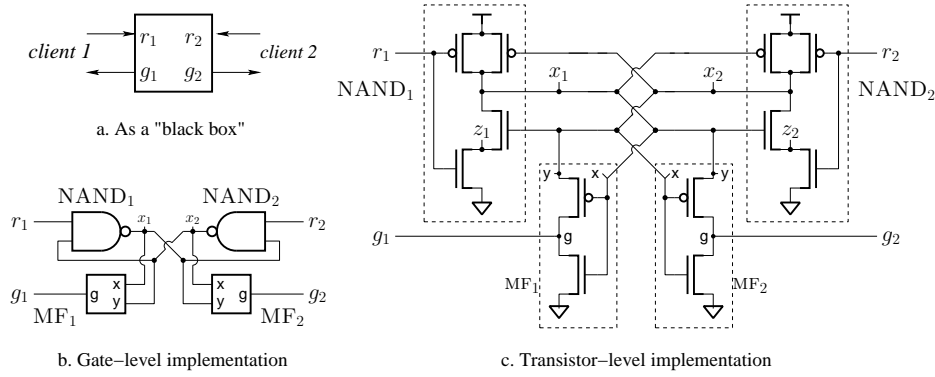 client 1
r1
r2
client 2
g1
g2
a. As a "black box"
NAND1
NAND2
r1
x1
x2
r2
g1
g
x
y
x
y
g
g2
MF1
MF2
b. Gate–level implementation
r1
x1
x2
r2
NAND1
NAND2
z1
z2
y
x
x
y
g1
g
g
g2
MF1
MF2
c. Transistor–level implementation